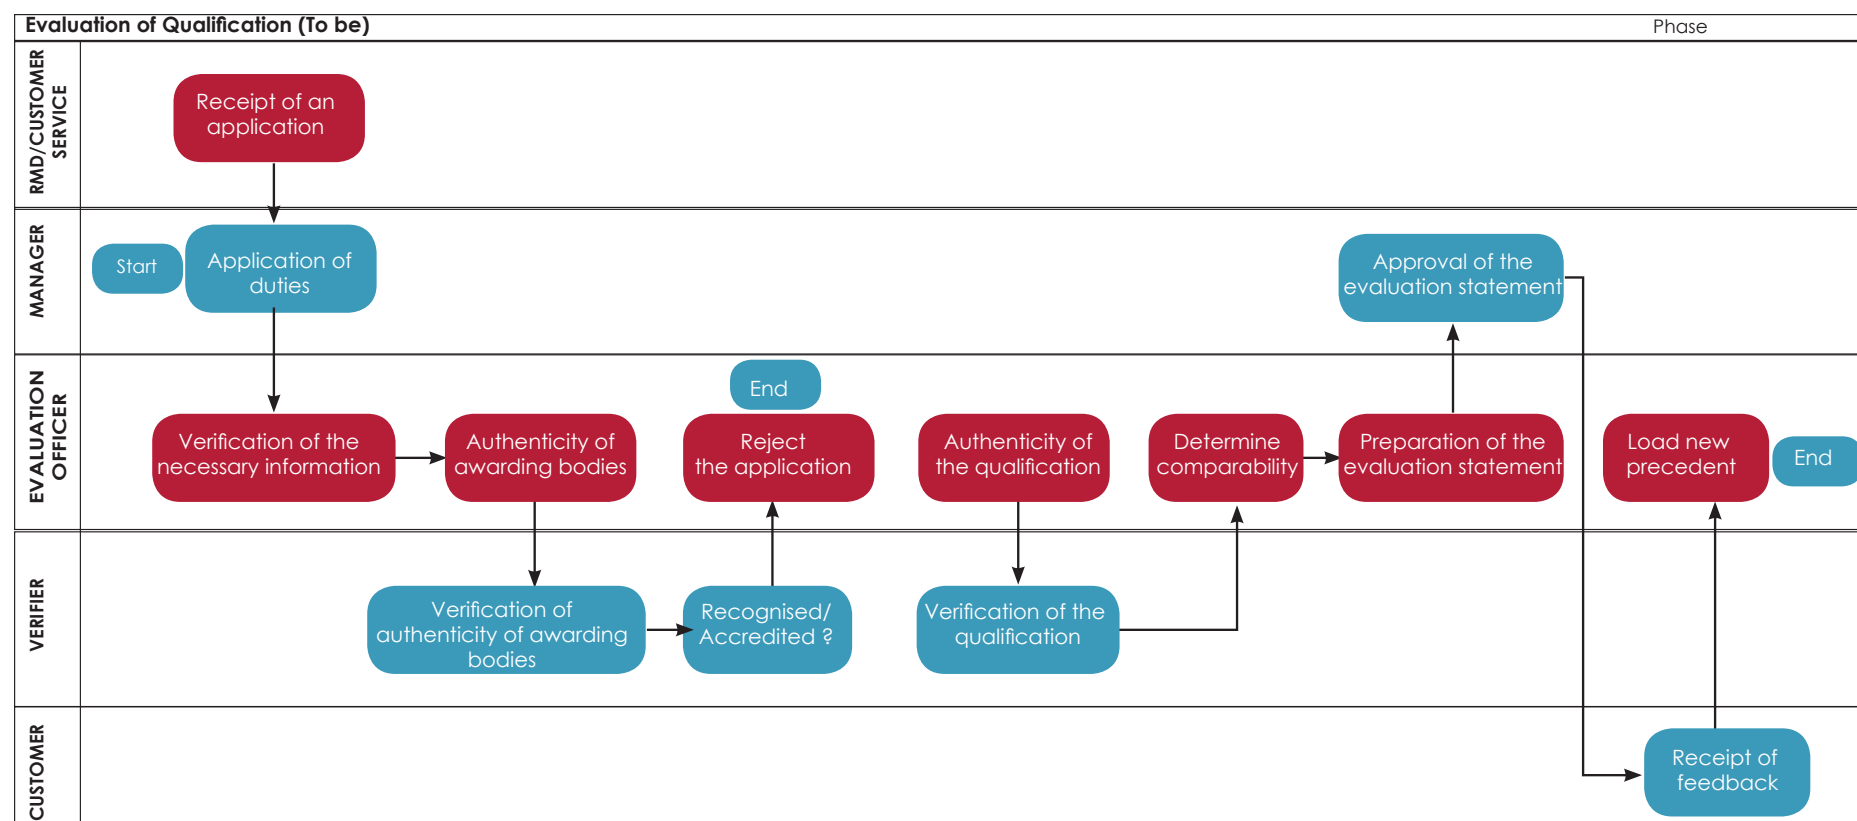 Evaluation of Qualification (To be)
Phase
RMD/CUSTOMER
SERVICE
Receipt of an
application
MANAGER
Start
Application of
duties
Approval of the
evaluation statement
EVALUATION
OFFICER
End
Verification of the
necessary information
Authenticity of
awarding bodies
Reject
the application
Authenticity of
the qualification
Determine
comparability
Preparation of the
evaluation statement
Load new
precedent
End
VERIFIER
Verification of
authenticity of awarding
bodies
Recognised/
Accredited ?
Verification of the
qualification
CUSTOMER
Receipt of
feedback